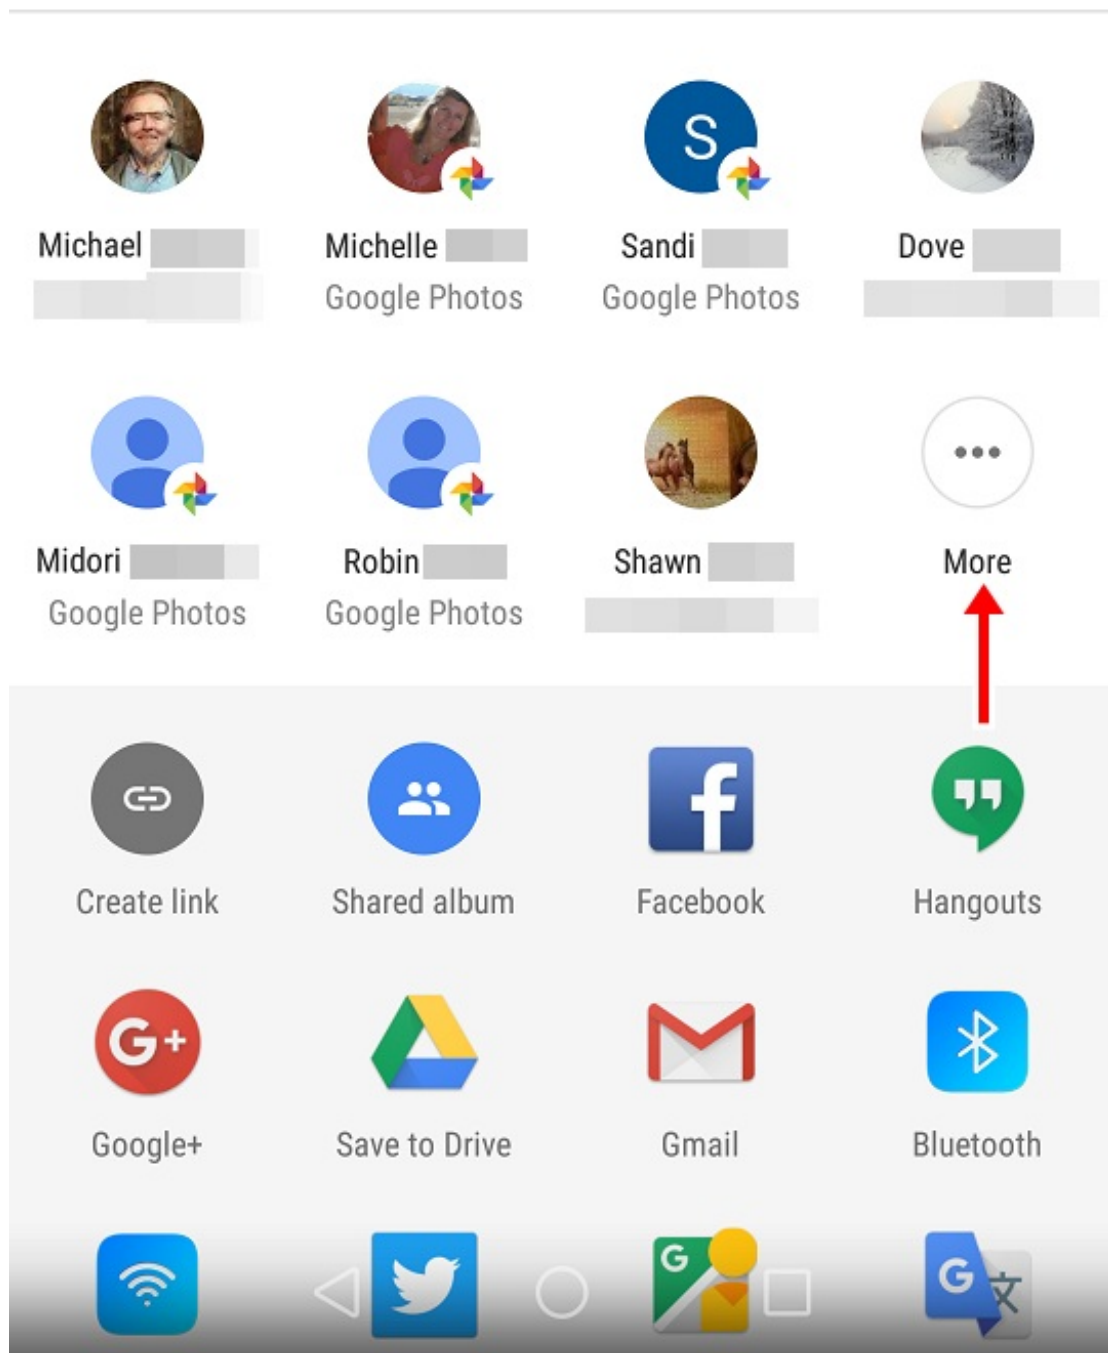 S
Michael
Michelle
Sandi
Dove
Google Photos
Google Photos
Midori
Robin
Shawn
More
Google Photos
Google Photos
f
Create link
Shared album
Facebook
Hangouts
G+
Google+
Save to Drive
Gmail
Bluetooth
G
G
文